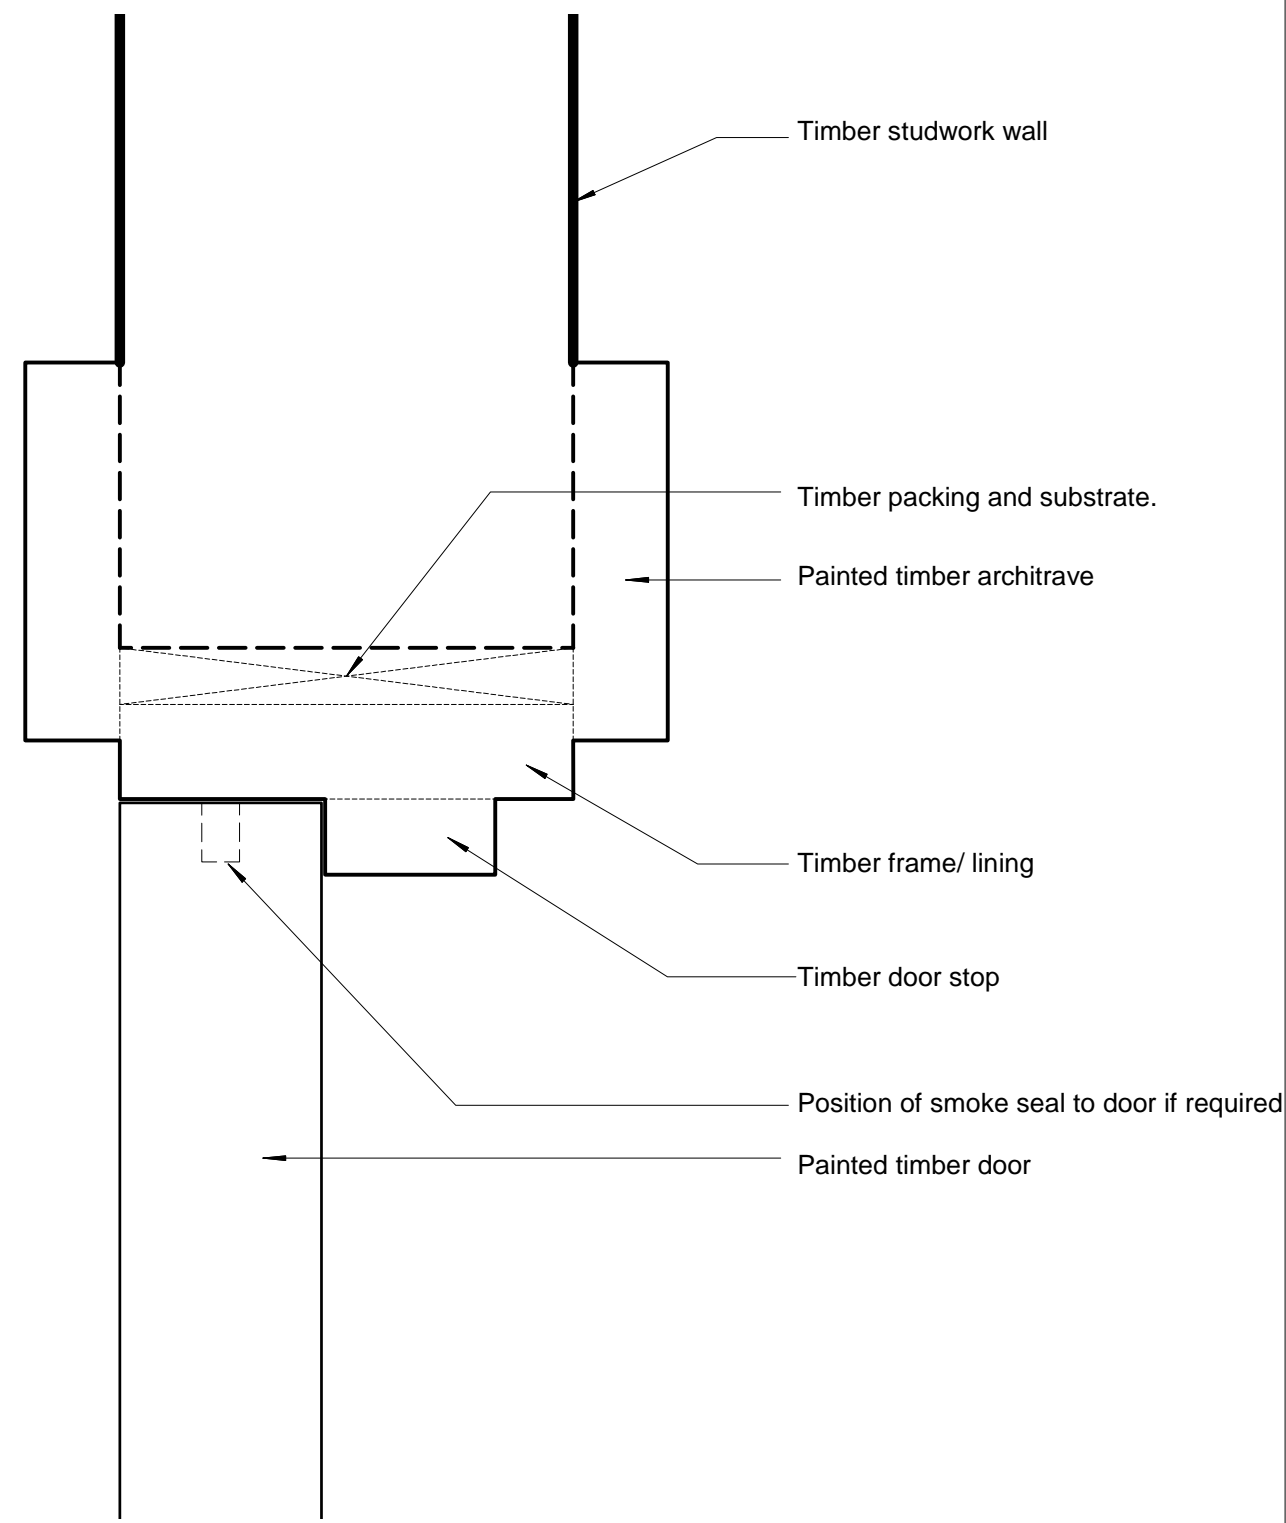 Timber studwork wall
Timber packing and substrate.
Painted timber architrave
Timber frame/ lining
Timber door stop
Position of smoke seal to door if required
Painted timber door